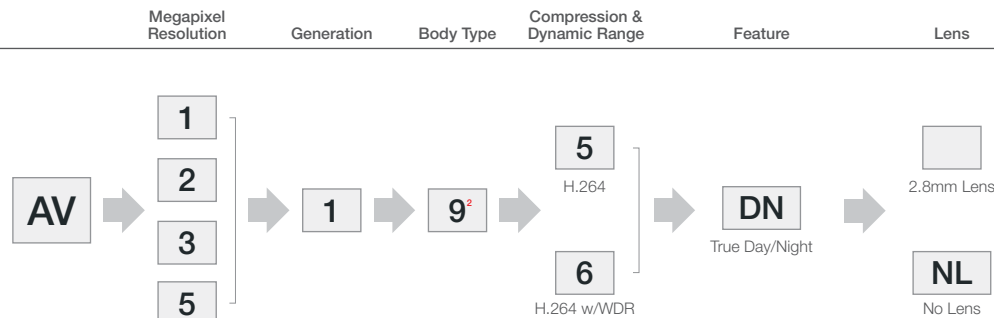 Megapixel
Resolution
Generation
Body Type
Compression &
Dynamic Range
Feature
Lens
AV
1
2
3
5
1
9²
5
H.264
6
H.264 w/WDR
DN
True Day/Night
2.8mm Lens
NL
No Lens